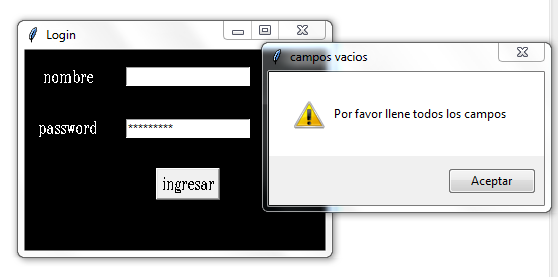 Login
nombre
password
*********
ingresar
campos vacios
Por favor llene todos los campos
Aceptar